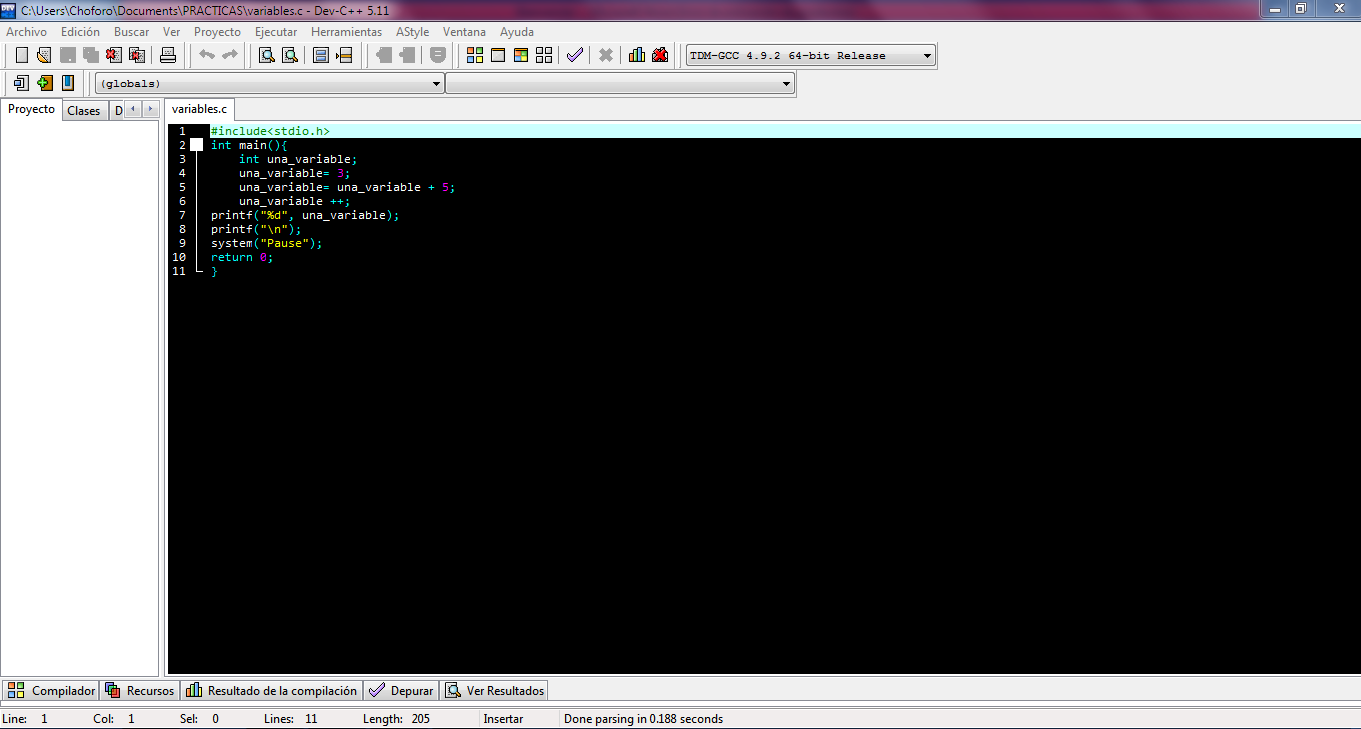 C:\Users\Choforo\Documents\PRACTICAS\variables.c - Dev-C++ 5.11
Archivo Edición Buscar Ver Proyecto Ejecutar Herramientas AStyle Ventana Ayuda
TDM-GCC 4.9.2 64-bit Release
(globals)
Proyecto Clases D variables.c
1 #include<stdio.h>
2 int main(){
3 int una_variable;
4 una_variable= 3;
5 una_variable= una_variable + 5;
6 una_variable ++;
7 printf("%d", una_variable);
8 printf("\n");
9 system("Pause");
10 return 0;
11 }
Compilador Recursos Resultado de la compilación Depurar Ver Resultados
Line: 1 Col: 1 Sel: 0 Lines: 11 Length: 205 Insertar Done parsing in 0.188 seconds